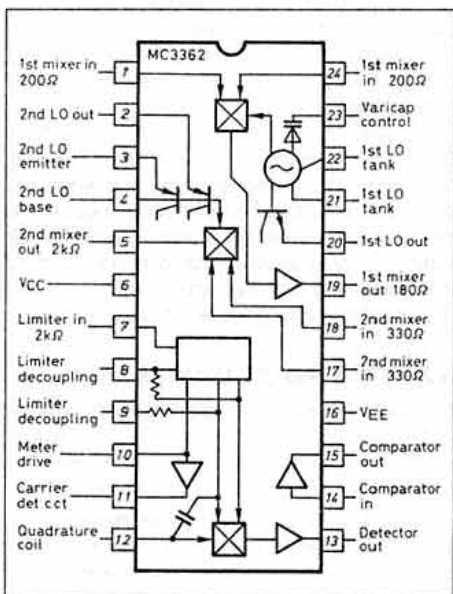 MC3362
1st mixer in
200Ω
1
2nd LO out
2
2nd LO
emitter
3
2nd LO
base
4
2nd mixer
out 2kΩ
5
VCC
6
Limiter in
2kΩ
7
Limiter
decoupling
8
Limiter
decoupling
9
Meter
drive
10
Carrier
det cct
11
Quadrature
coil
12
24
1st mixer
in 200Ω
23
Varicap
control
22
1st LO
tank
21
1st LO
tank
20
1st LO out
19
1st mixer
out 180Ω
18
2nd mixer
in 330Ω
17
2nd mixer
in 330Ω
16
VEE
15
Comparator
out
14
Comparator
in
13
Detector
out